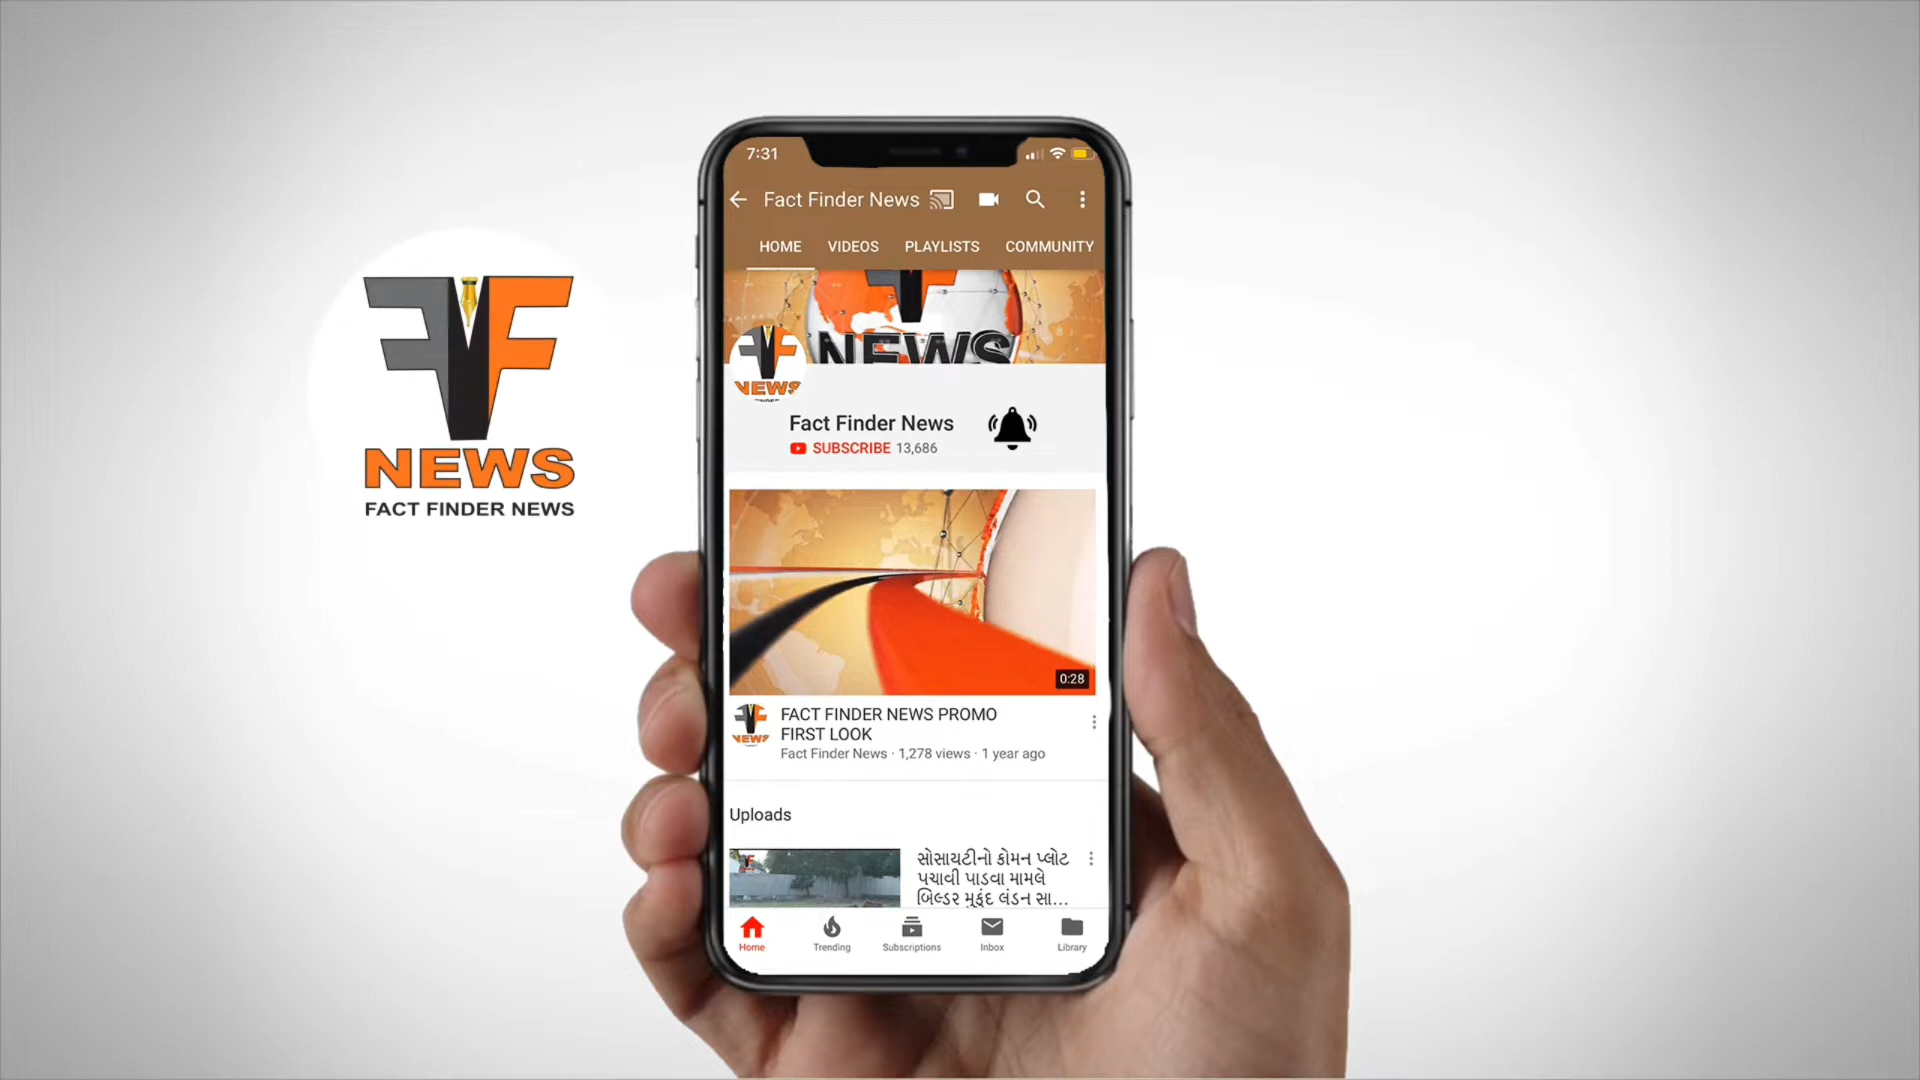 NEWS
FACT FINDER NEWS
7:31
Fact Finder News
HOME VIDEOS PLAYLISTS COMMUNITY
NEWS
NEWS
Fact Finder News
SUBSCRIBE 13,686
0:28
NEWS
FACT FINDER NEWS PROMO
FIRST LOOK
Fact Finder News · 1,278 views · 1 year ago
Uploads
સોસાયટીનો કોમન પ્લોટ
પચાવી પાડવા મામલે
બિલ્ડર મુકુંદ લંડન સા...
Home Trending Subscriptions Inbox Library